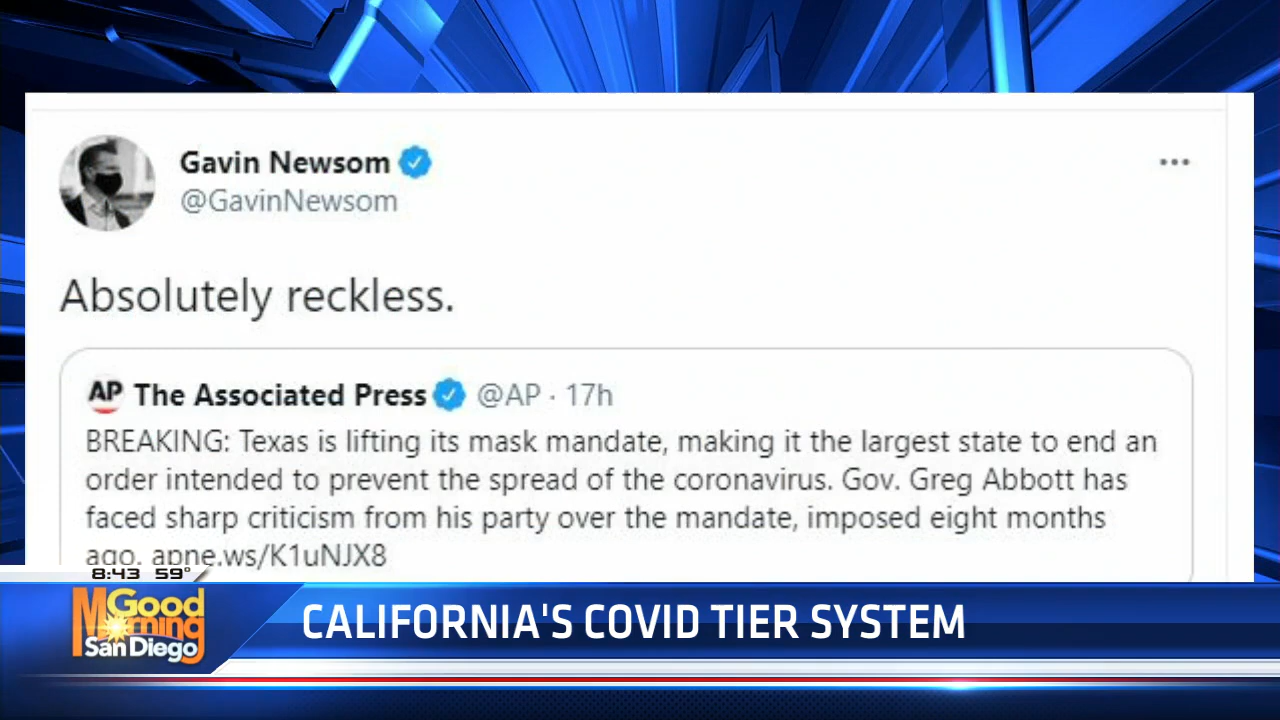 Gavin Newsom
@GavinNewsom
Absolutely reckless.
AP The Associated Press @AP · 17h
BREAKING: Texas is lifting its mask mandate, making it the largest state to end an
order intended to prevent the spread of the coronavirus. Gov. Greg Abbott has
faced sharp criticism from his party over the mandate, imposed eight months
ago. apne.ws/K1uNJX8
8:43 59°
Good
Morning
San Diego
CALIFORNIA'S COVID TIER SYSTEM